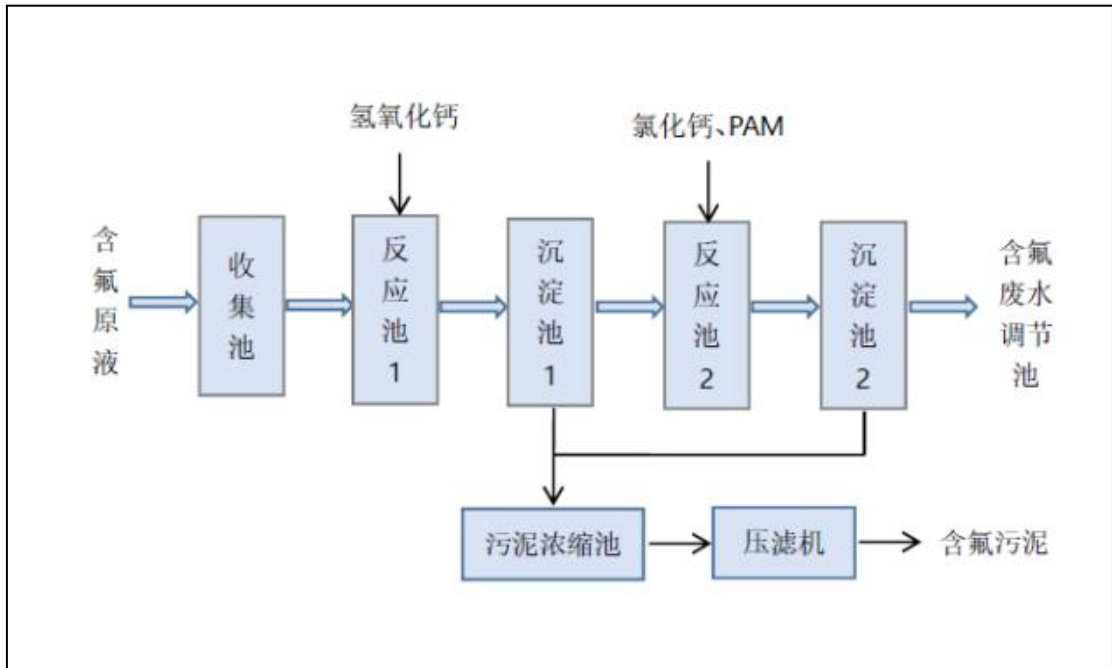 氢氧化钙
氯化钙、PAM
含氟原液
收集池
反应池1
沉淀池1
反应池2
沉淀池2
含氟
废水
调节
池
污泥浓缩池
压滤机
含氟污泥